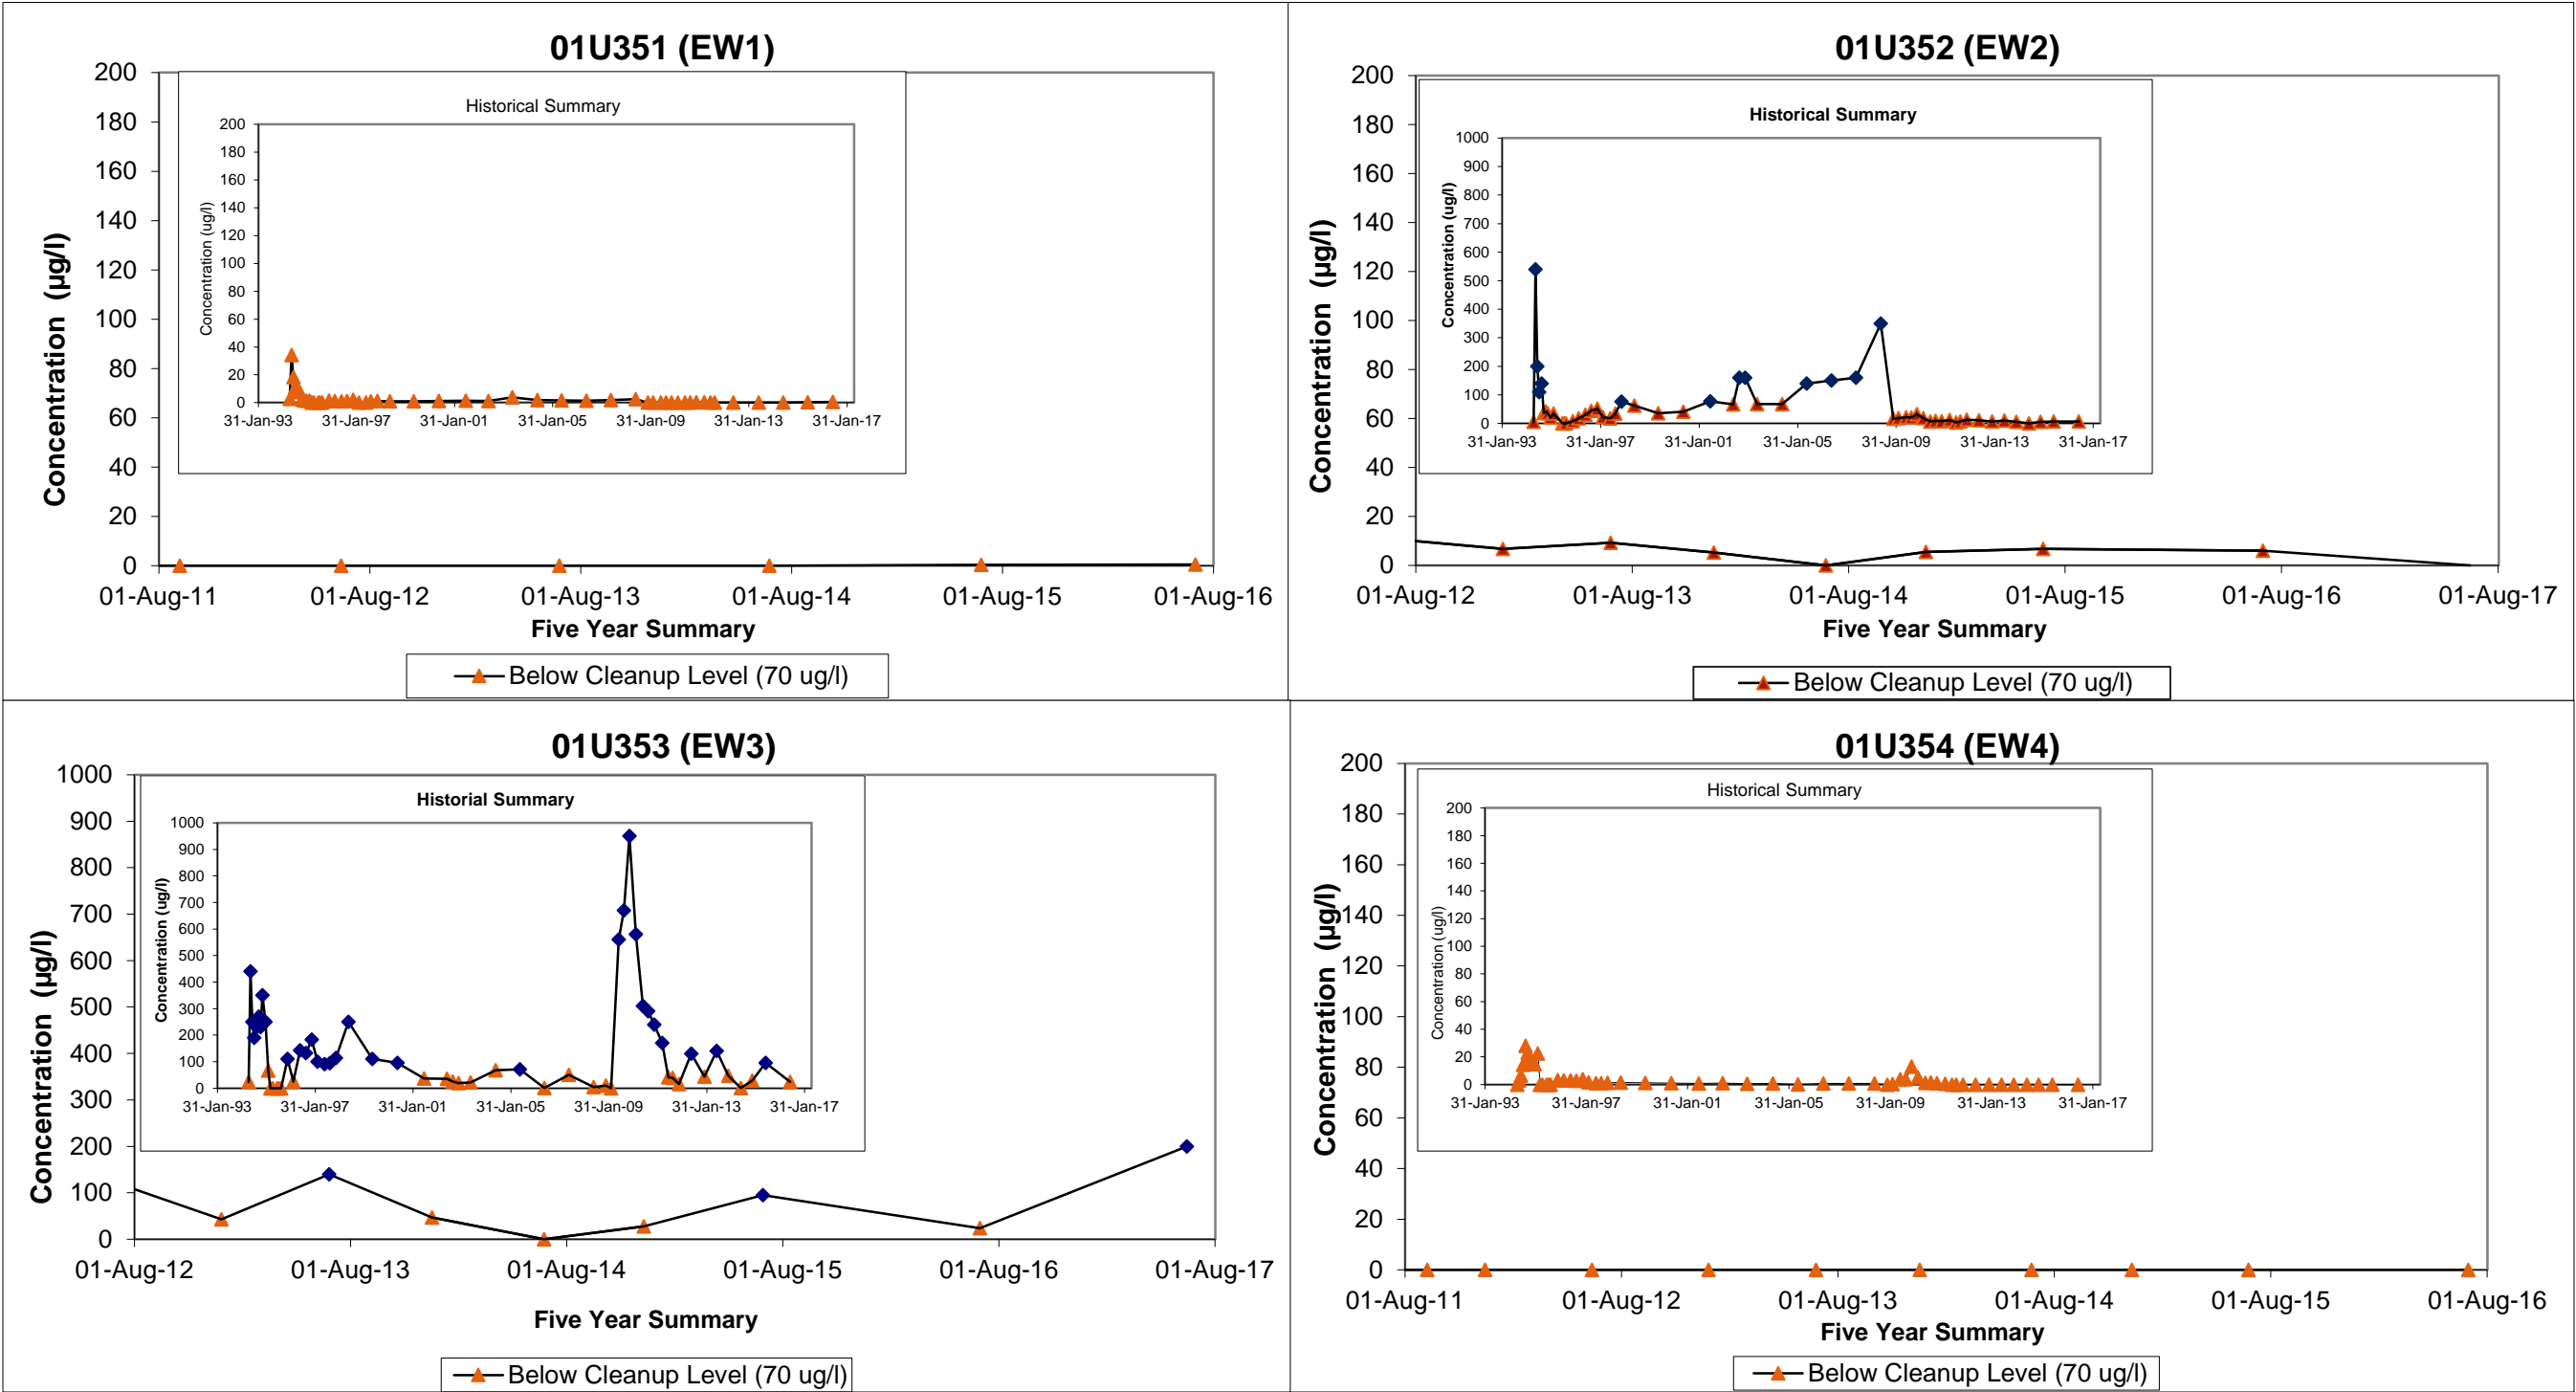 01U351 (EW1)
200
180
160
140
120
100
80
60
40
20
0
Concentration (µg/l)
Historical Summary
200
180
160
140
120
100
80
60
40
20
0
Concentration (ug/l)
31-Jan-93 31-Jan-97 31-Jan-01 31-Jan-05 31-Jan-09 31-Jan-13 31-Jan-17
01-Aug-11 01-Aug-12 01-Aug-13 01-Aug-14 01-Aug-15 01-Aug-16
Five Year Summary
Below Cleanup Level (70 ug/l)
01U352 (EW2)
200
180
160
140
120
100
80
60
40
20
0
Concentration (µg/l)
Historical Summary
1000
900
800
700
600
500
400
300
200
100
0
Concentration (ug/l)
31-Jan-93 31-Jan-97 31-Jan-01 31-Jan-05 31-Jan-09 31-Jan-13 31-Jan-17
01-Aug-12 01-Aug-13 01-Aug-14 01-Aug-15 01-Aug-16 01-Aug-17
Five Year Summary
Below Cleanup Level (70 ug/l)
01U353 (EW3)
1000
900
800
700
600
500
400
300
200
100
0
Concentration (µg/l)
Historial Summary
1000
900
800
700
600
500
400
300
200
100
0
Concentration (ug/l)
31-Jan-93 31-Jan-97 31-Jan-01 31-Jan-05 31-Jan-09 31-Jan-13 31-Jan-17
01-Aug-12 01-Aug-13 01-Aug-14 01-Aug-15 01-Aug-16 01-Aug-17
Five Year Summary
Below Cleanup Level (70 ug/l)
01U354 (EW4)
200
180
160
140
120
100
80
60
40
20
0
Concentration (µg/l)
Historical Summary
200
180
160
140
120
100
80
60
40
20
0
Concentration (ug/l)
31-Jan-93 31-Jan-97 31-Jan-01 31-Jan-05 31-Jan-09 31-Jan-13 31-Jan-17
01-Aug-11 01-Aug-12 01-Aug-13 01-Aug-14 01-Aug-15 01-Aug-16
Five Year Summary
Below Cleanup Level (70 ug/l)